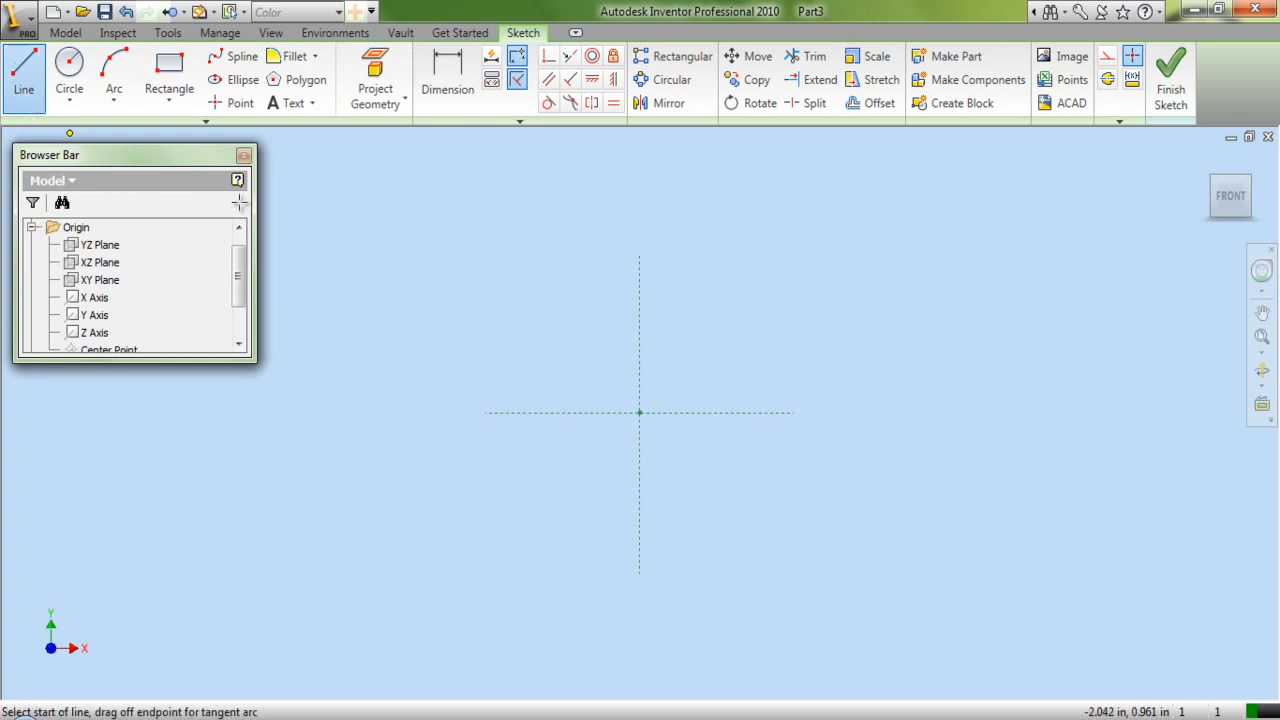 Color
Autodesk Inventor Professional 2010 Part3
PRO
Model Inspect Tools Manage View Environments Vault Get Started Sketch
Line
Circle
Arc
Rectangle
Spline
Ellipse
Point
Fillet
Polygon
Text
Project
Geometry
Dimension
Rectangular
Circular
Mirror
Move
Copy
Rotate
Trim
Extend
Split
Scale
Stretch
Offset
Make Part
Make Components
Create Block
Image
Points
ACAD
Finish
Sketch
Browser Bar
Model
Origin
YZ Plane
XZ Plane
XY Plane
X Axis
Y Axis
Z Axis
Center Point
FRONT
Y
X
Select start of line, drag off endpoint for tangent arc
-2.042 in, 0.961 in 1 1